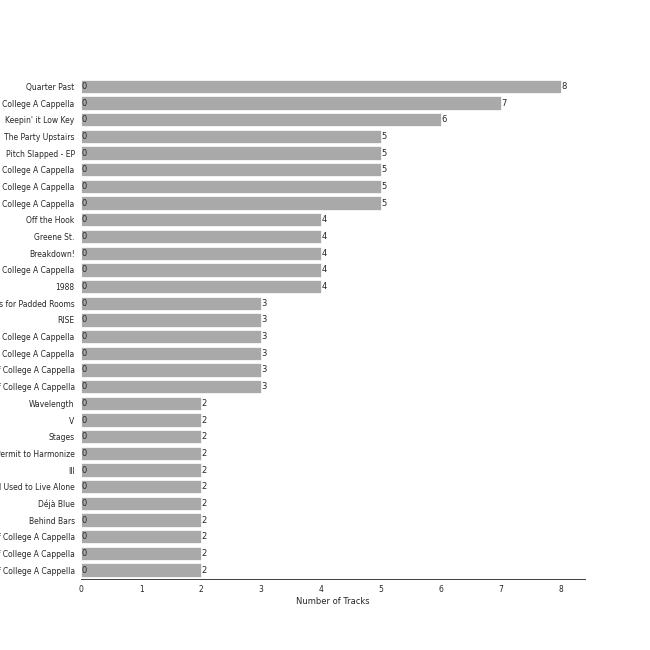 Quarter Past 0 8
College A Cappella 0 7
Keepin' it Low Key 0 6
The Party Upstairs 0 5
Pitch Slapped - EP 0 5
College A Cappella 0 5
College A Cappella 0 5
College A Cappella 0 5
Off the Hook 0 4
Greene St. 0 4
Breakdown! 0 4
College A Cappella 0 4
1988 0 4
s for Padded Rooms 0 3
RISE 0 3
College A Cappella 0 3
College A Cappella 0 3
f College A Cappella 0 3
f College A Cappella 0 3
Wavelength 0 2
V 0 2
Stages 0 2
Permit to Harmonize 0 2
III 0 2
I Used to Live Alone 0 2
Déjà Blue 0 2
Behind Bars 0 2
f College A Cappella 0 2
f College A Cappella 0 2
f College A Cappella 0 2
0 1 2 3 4 5 6 7 8
Number of Tracks